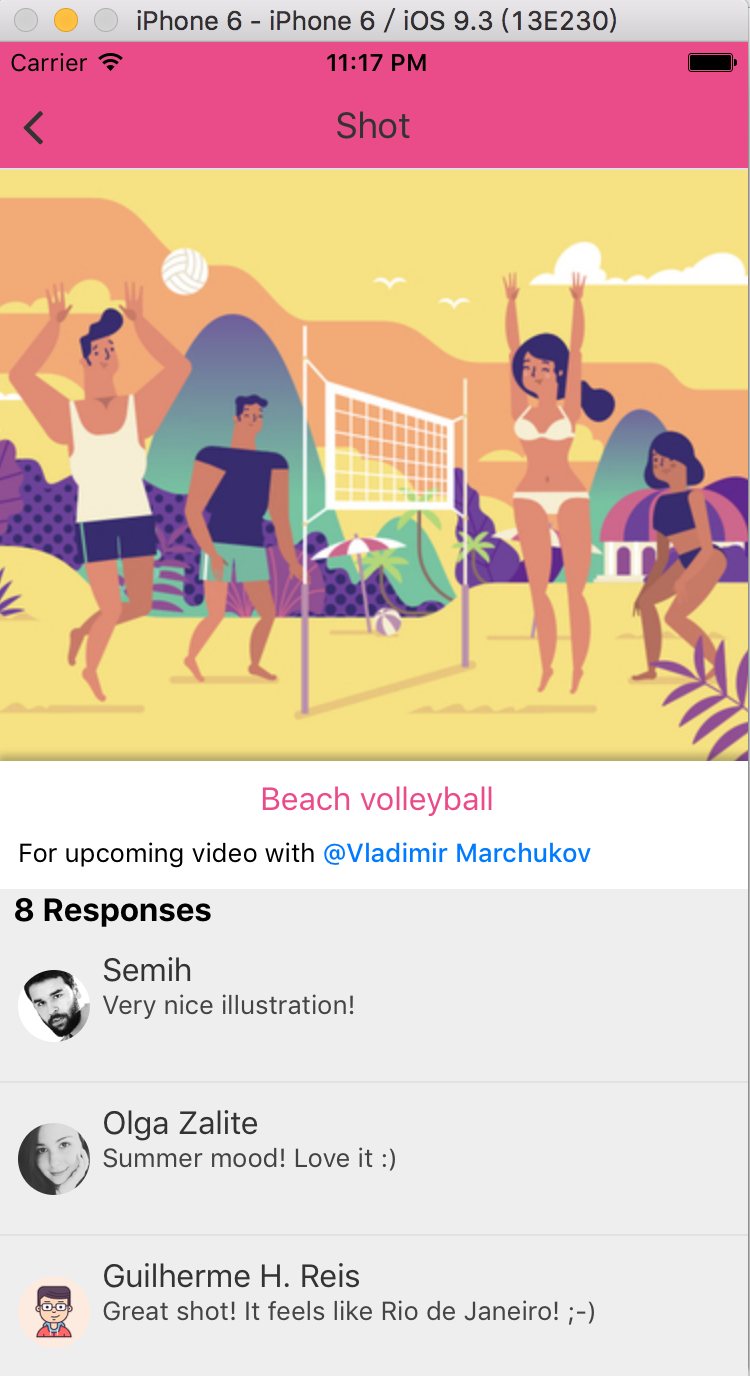 iPhone 6 - iPhone 6 / iOS 9.3 (13E230)
Carrier 11:17 PM
Shot
Beach volleyball
For upcoming video with @Vladimir Marchukov
8 Responses
Semih
Very nice illustration!
Olga Zalite
Summer mood! Love it :)
Guilherme H. Reis
Great shot! It feels like Rio de Janeiro! ;-)